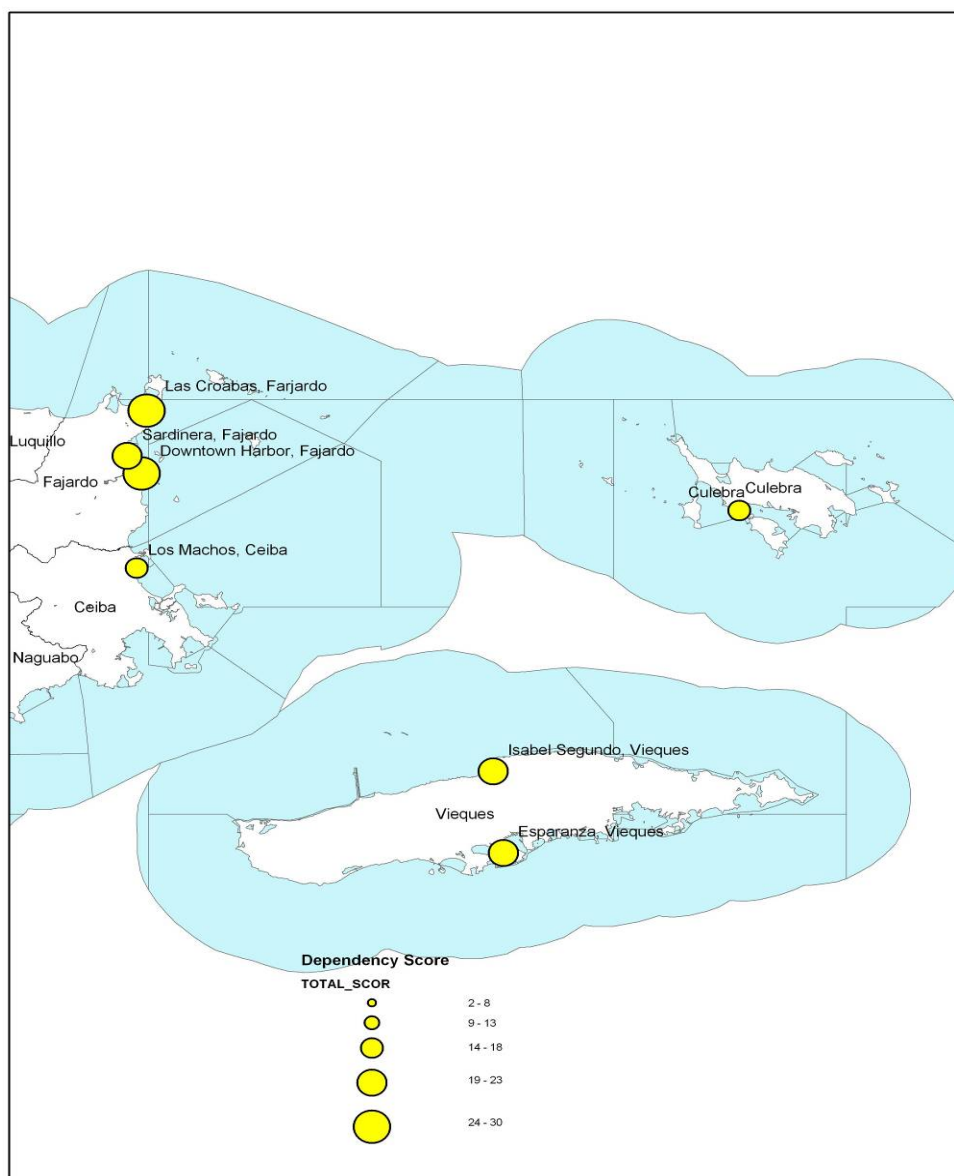 Las Croabas, Farjardo
Luquillo
Sardinera, Fajardo
Downtown Harbor, Fajardo
Fajardo
Culebra
Culebra
Los Machos, Ceiba
Ceiba
Naguabo
Isabel Segundo, Vieques
Vieques
Esparanza, Vieques
Dependency Score
TOTAL_SCOR
2 - 8
9 - 13
14 - 18
19 - 23
24 - 30